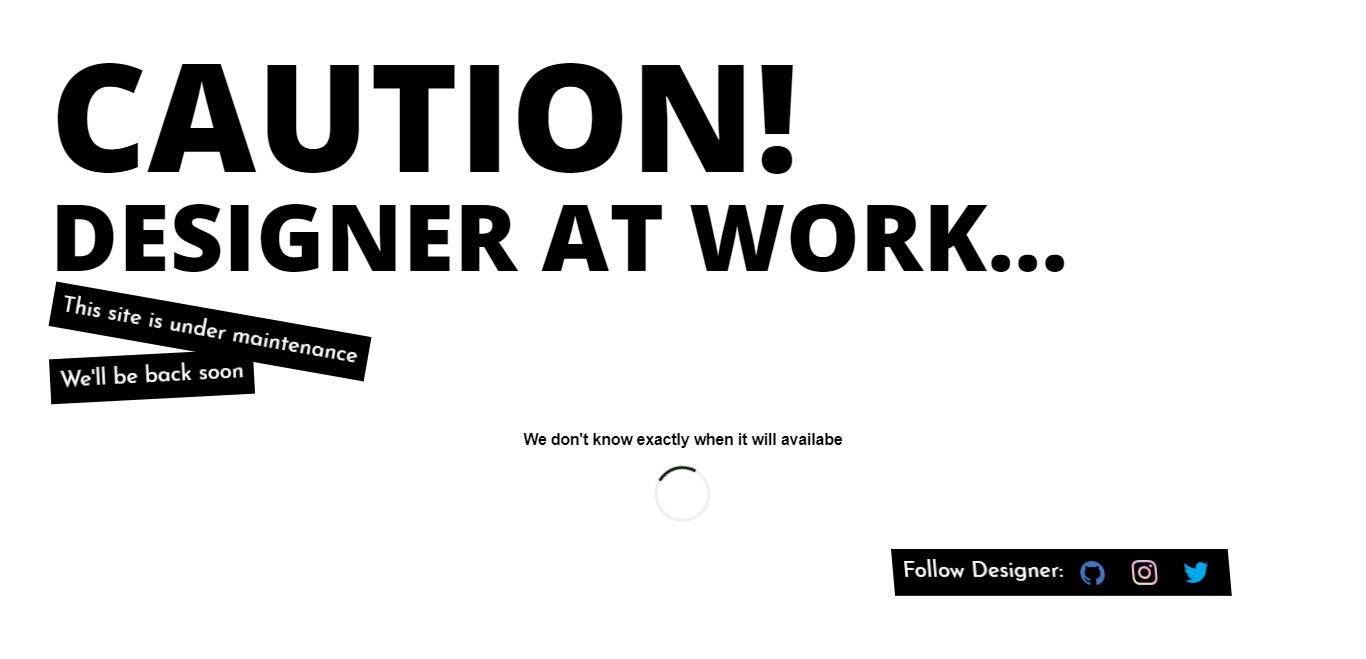 CAUTION!
DESIGNER AT WORK...
This site is under maintenance
We'll be back soon
We don't know exactly when it will availabe
Follow Designer: